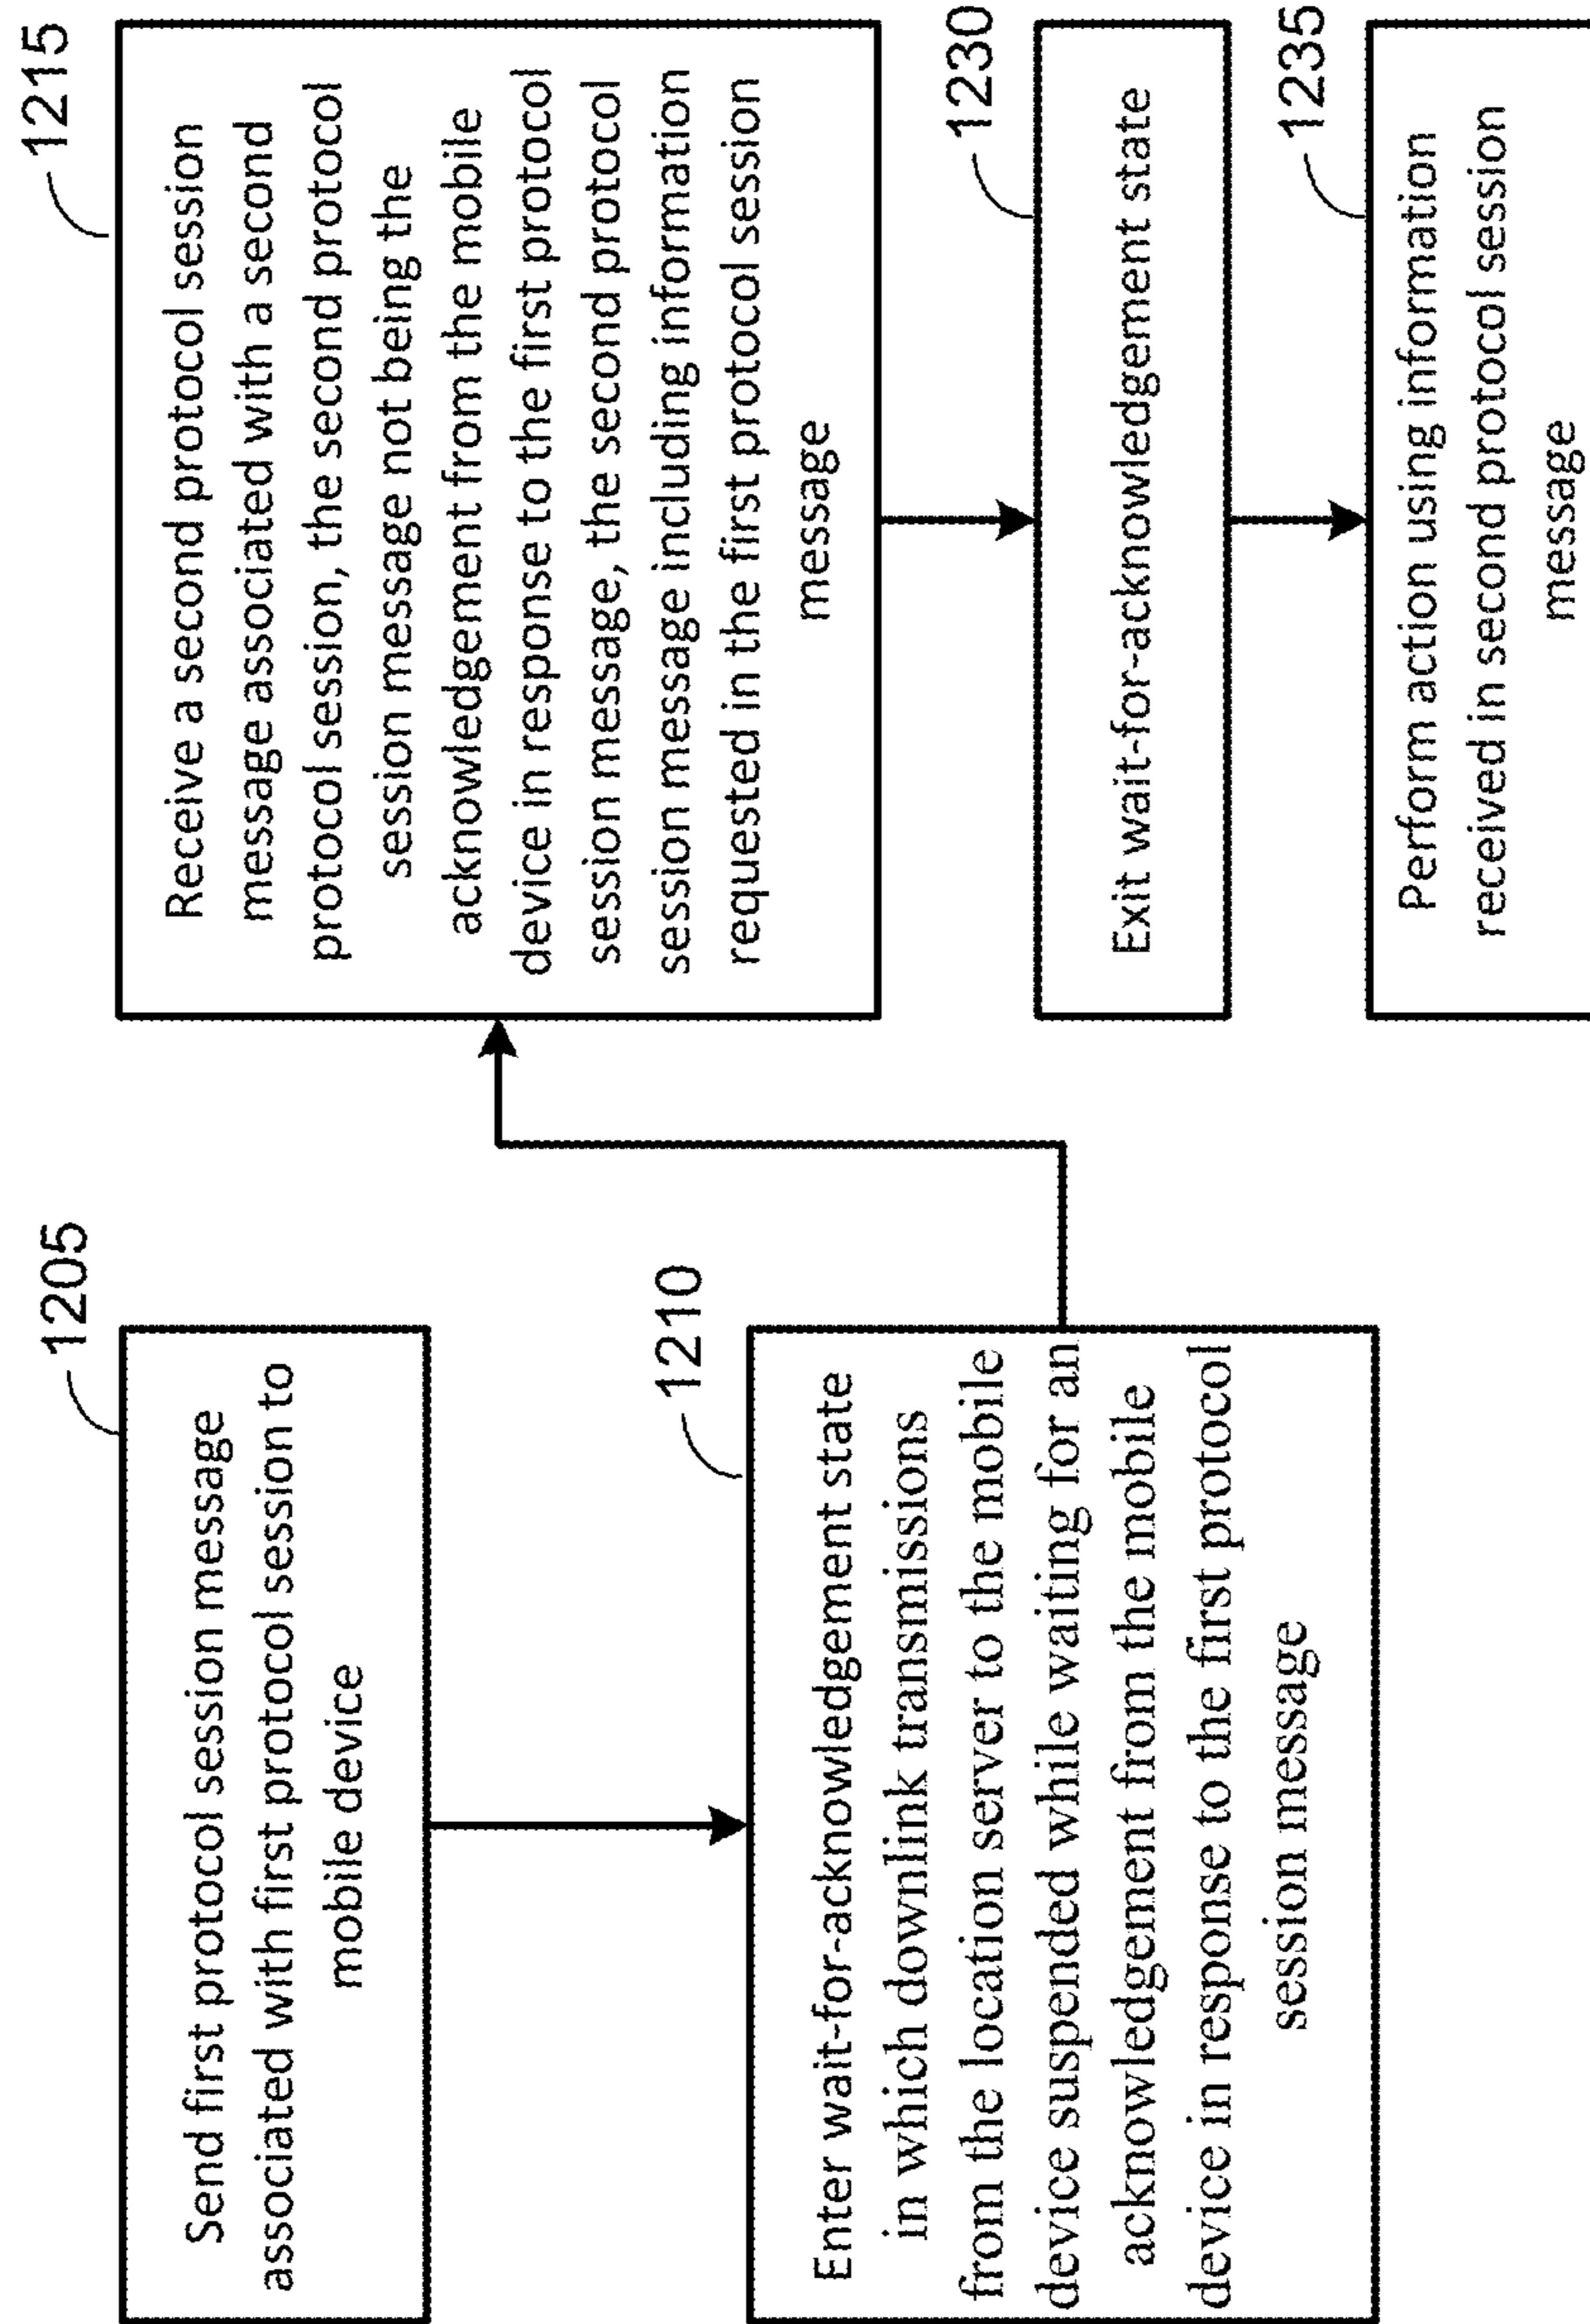 1205
Send first protocol session message
associated with first protocol session to
mobile device
1210
Enter wait-for-acknowledgement state
in which downlink transmissions
from the location server to the mobile
device suspended while waiting for an
acknowledgement from the mobile
device in response to the first protocol
session message
1215
Receive a second protocol session
message associated with a second
protocol session, the second protocol
session message not being the
acknowledgement from the mobile
device in response to the first protocol
session message, the second protocol
session message including information
requested in the first protocol session
message
1230
Exit wait-for-acknowledgement state
1235
Perform action using information
received in second protocol session
message